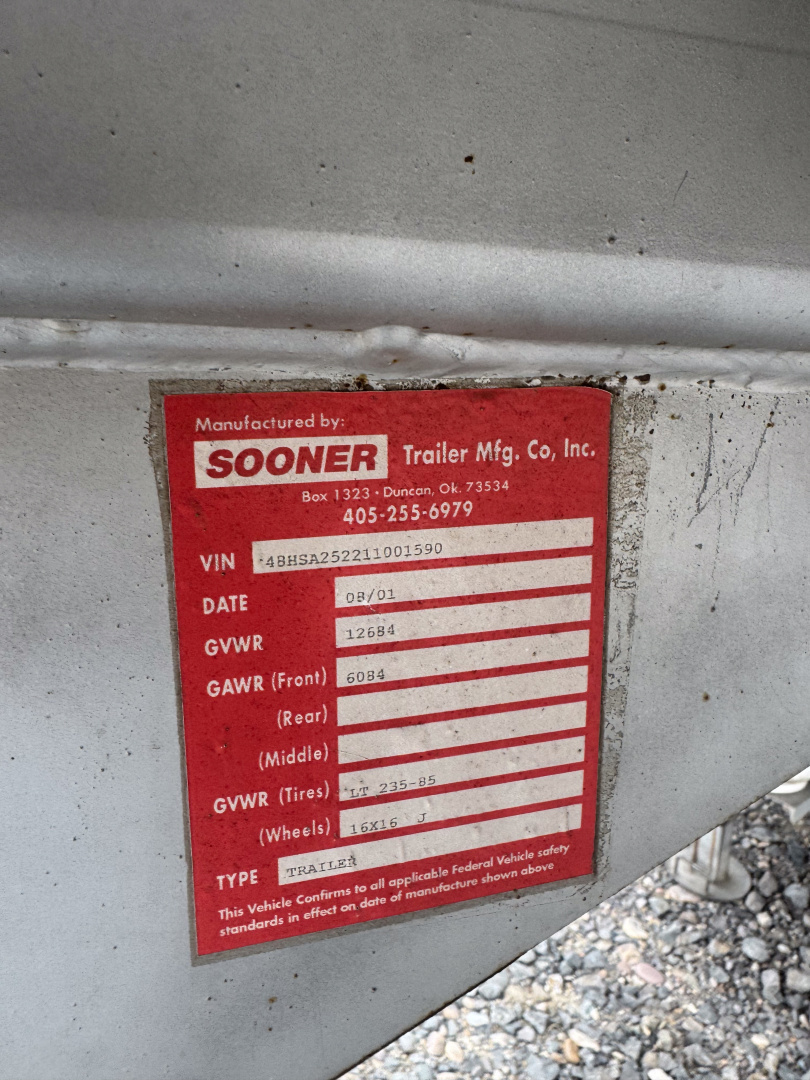 Manufactured by:
SOONER Trailer Mfg. Co, Inc.
Box 1323 • Duncan, Ok. 73534
405-255-6979
VIN 48HSA252211001590
DATE 08/01
GVWR 12684
GAWR (Front) 6084
(Rear)
(Middle)
GVWR (Tires) LT 235-85
(Wheels) 16X16 J
TYPE TRAILER
This Vehicle Confirms to all applicable Federal Vehicle safety
standards in effect on date of manufacture shown above